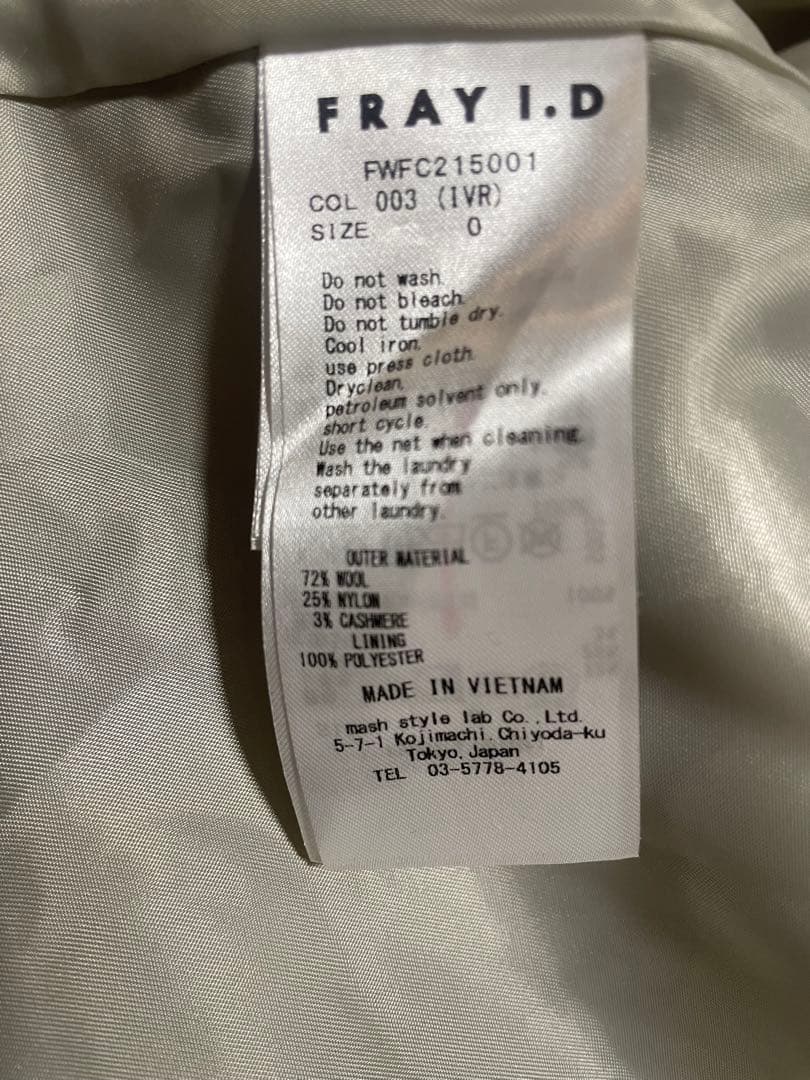 FRAY I.D
FWFC215001
COL 003 (IVR)
SIZE 0
Do not wash.
Do not bleach.
Do not tumble dry.
Cool iron.
use press cloth.
Dryclean,
petroleum solvent only.
short cycle.
Use the net when cleaning.
Wash the laundry
separately from
other laundry.
OUTER MATERIAL
72% WOOL
25% NYLON
3% CASHMERE
LINING
100% POLYESTER
MADE IN VIETNAM
mash style lab Co.,Ltd.
5-7-1 Kojimachi.Chiyoda-ku
Tokyo,Japan
TEL 03-5778-4105